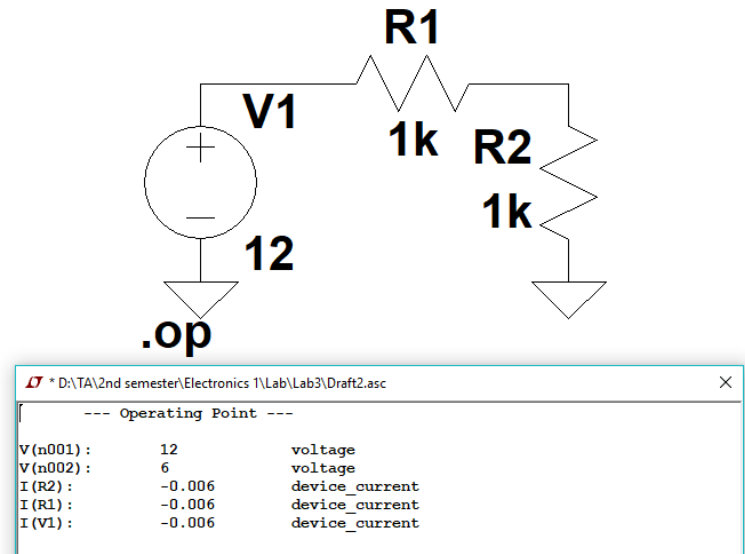 R1
V1
1k
R2
1k
12
.op
* D:\TA\2nd semester\Electronics 1\Lab\Lab3\Draft2.asc
--- Operating Point ---
V(n001): 12 voltage
V(n002): 6 voltage
I(R2): -0.006 device_current
I(R1): -0.006 device_current
I(V1): -0.006 device_current